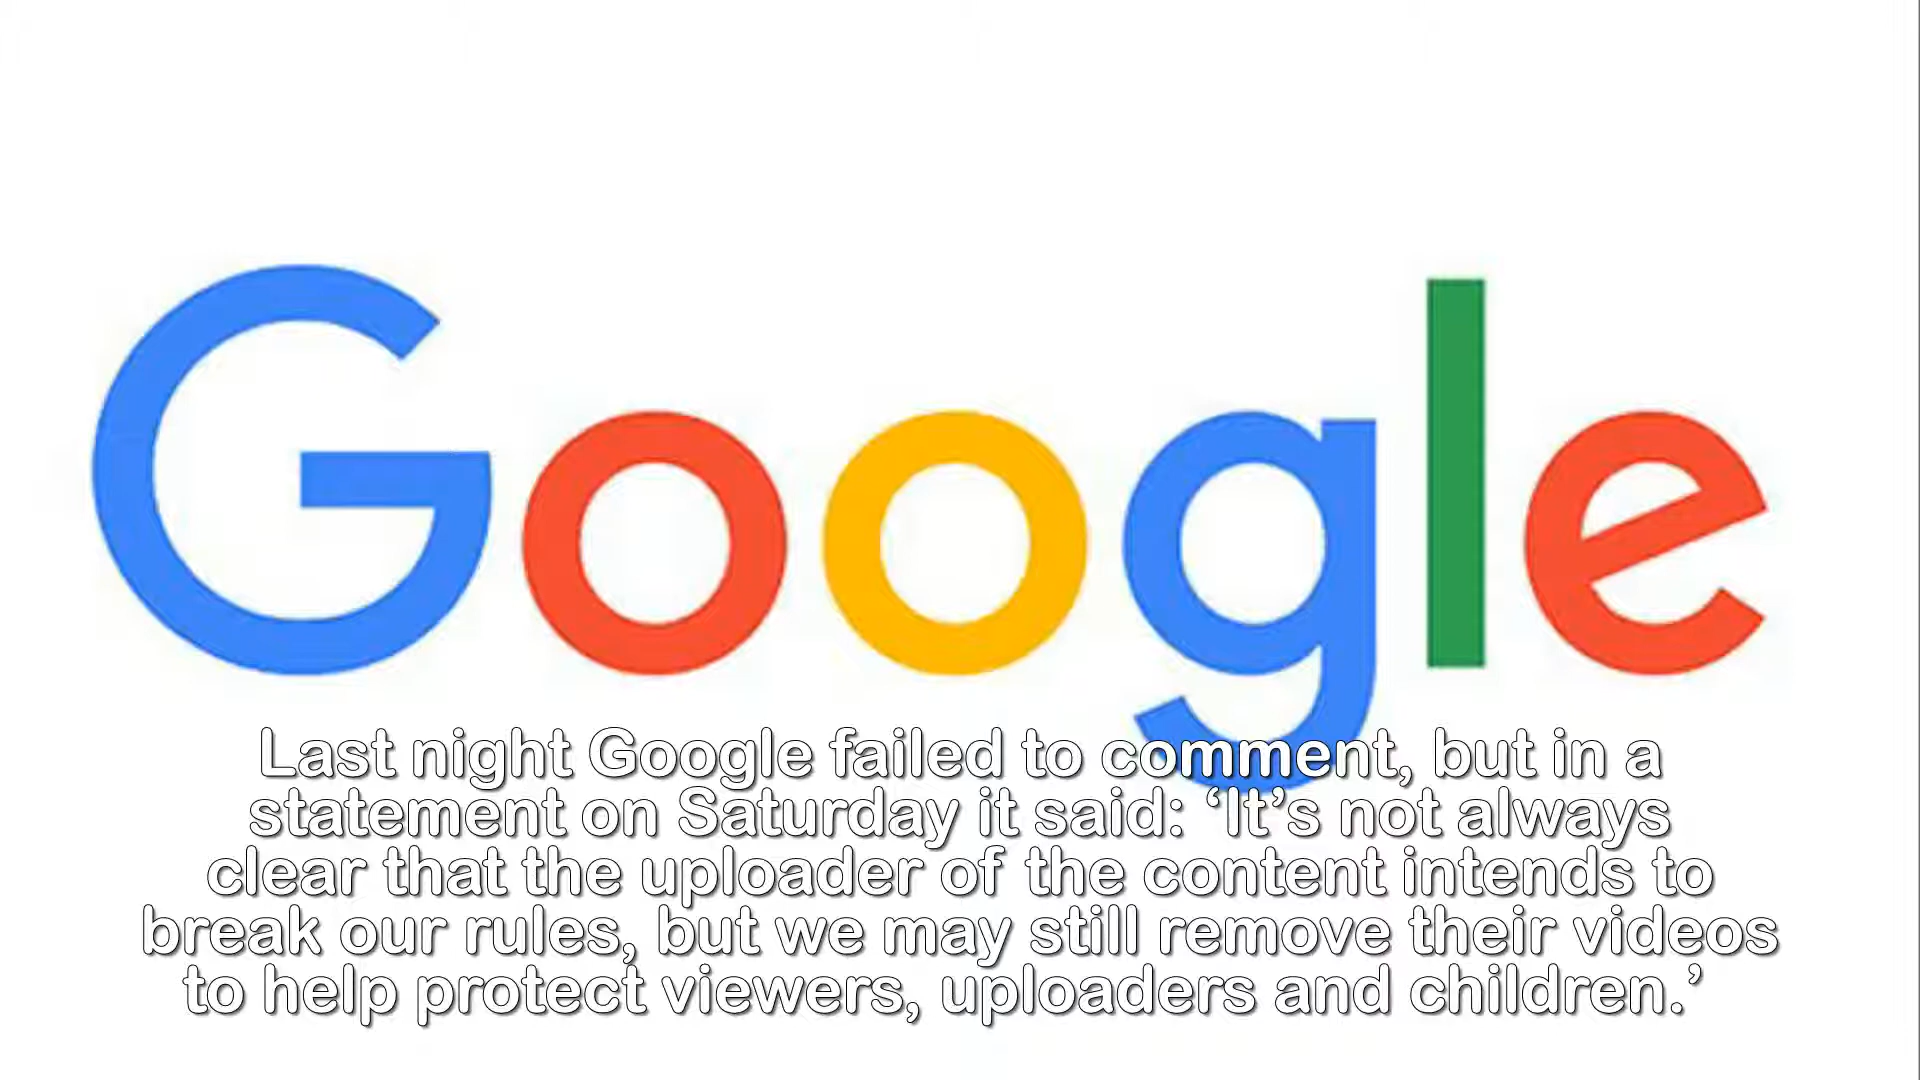 Google
Last night Google failed to comment, but in a
statement on Saturday it said: ‘It’s not always
clear that the uploader of the content intends to
break our rules, but we may still remove their videos
to help protect viewers, uploaders and children.’